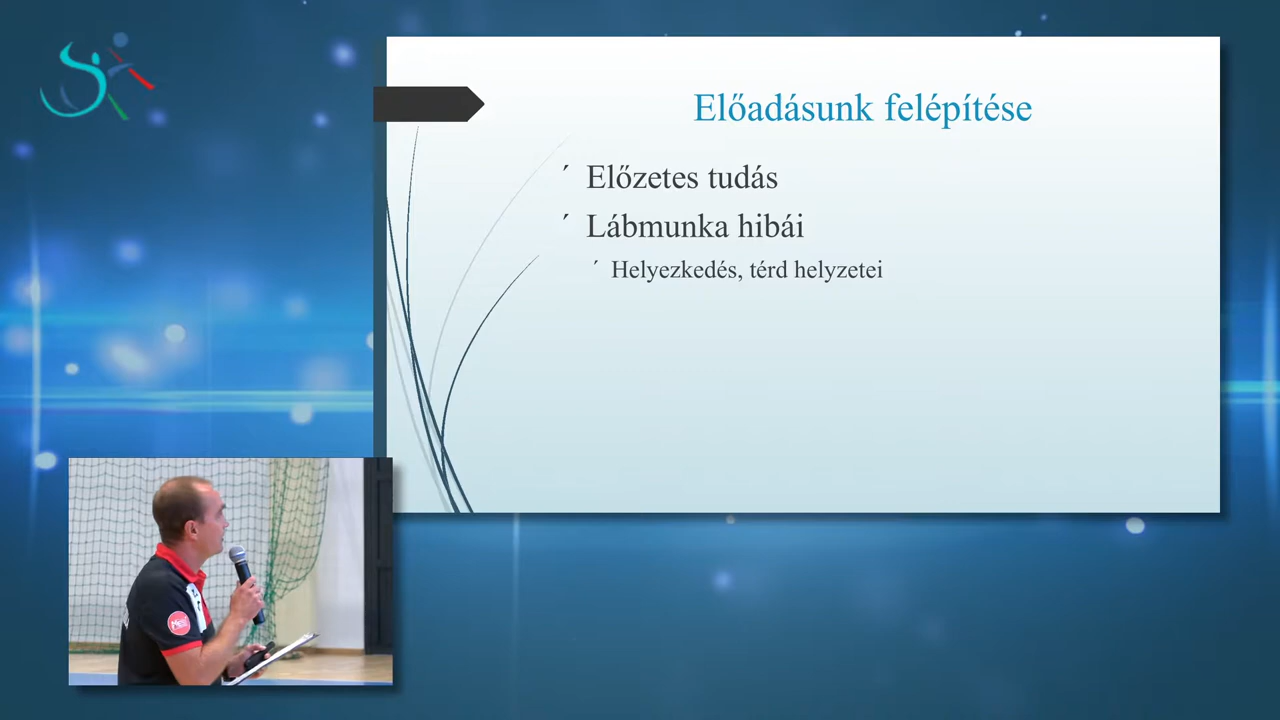 Előadásunk felépítése
Előzetes tudás
Lábmunka hibái
Helyezkedés, térd helyzetei